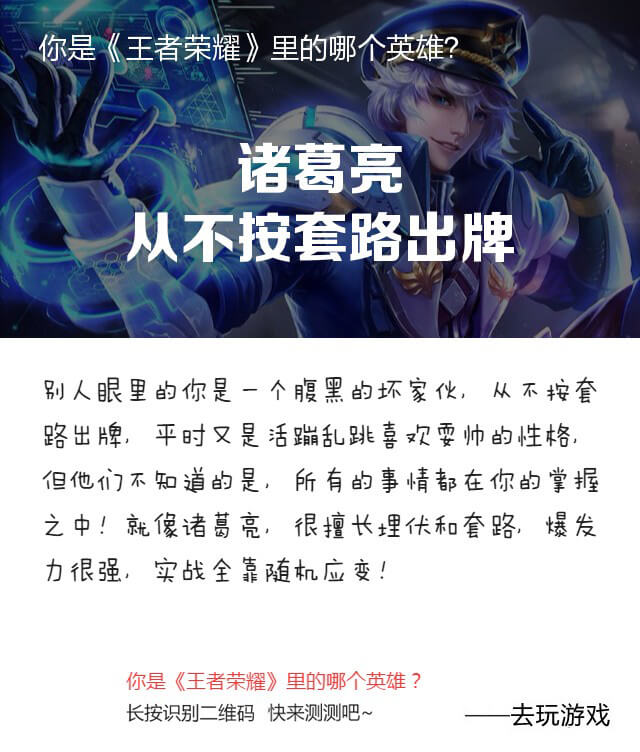 你是《王者荣耀》里的哪个英雄?
诸葛亮
从不按套路出牌
别人眼里的你是一个腹黑的坏家伙,从不按套
路出牌,平时又是活蹦乱跳喜欢耍帅的性格,
但他们不知道的是,所有的事情都在你的掌握
之中!就像诸葛亮,很擅长埋伏和套路,爆发
力很强,实战全靠随机应变!
你是《王者荣耀》里的哪个英雄？
长按识别二维码 快来测测吧~
——去玩游戏